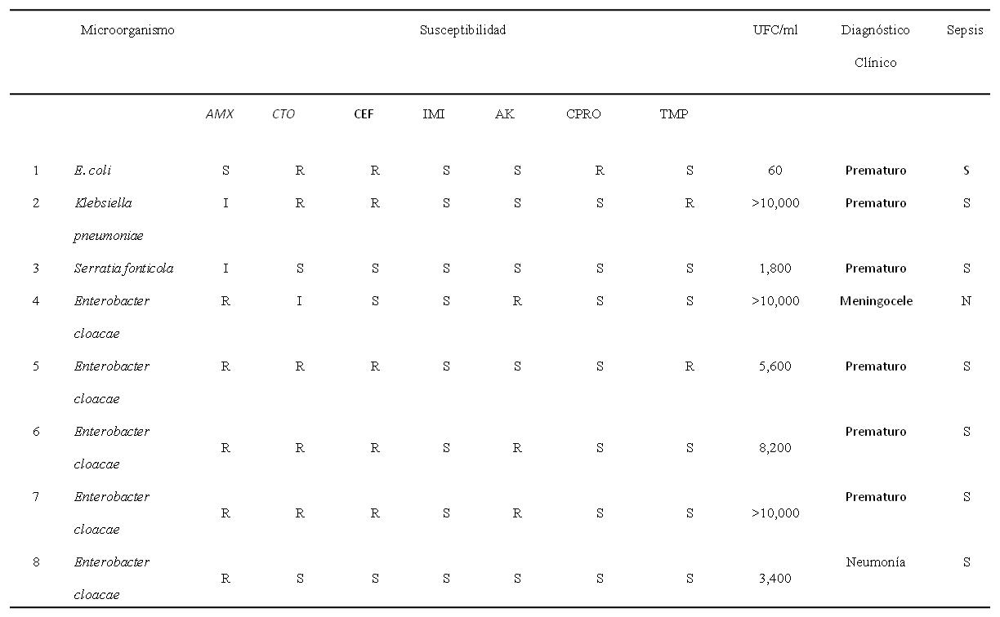 Microorganismo Susceptibilidad UFC/ml Diagnóstico Sepsis
Clínico
AMX CTO CEF IMI AK CPRO TMP
1 E. coli S R R S S R S 60 Prematuro S
2 Klebsiella I R R S S S R >10,000 Prematuro S
pneumoniae
3 Serratia fonticola I S S S S S S 1,800 Prematuro S
4 Enterobacter R I S S R S S >10,000 Meningocele N
cloacae
5 Enterobacter R R R S S S R 5,600 Prematuro S
cloacae
6 Enterobacter Prematuro S
R R R S R S S 8,200
cloacae
7 Enterobacter Prematuro S
R R R S R S S >10,000
cloacae
8 Enterobacter Neumonía S
R S S S S S S 3,400
cloacae